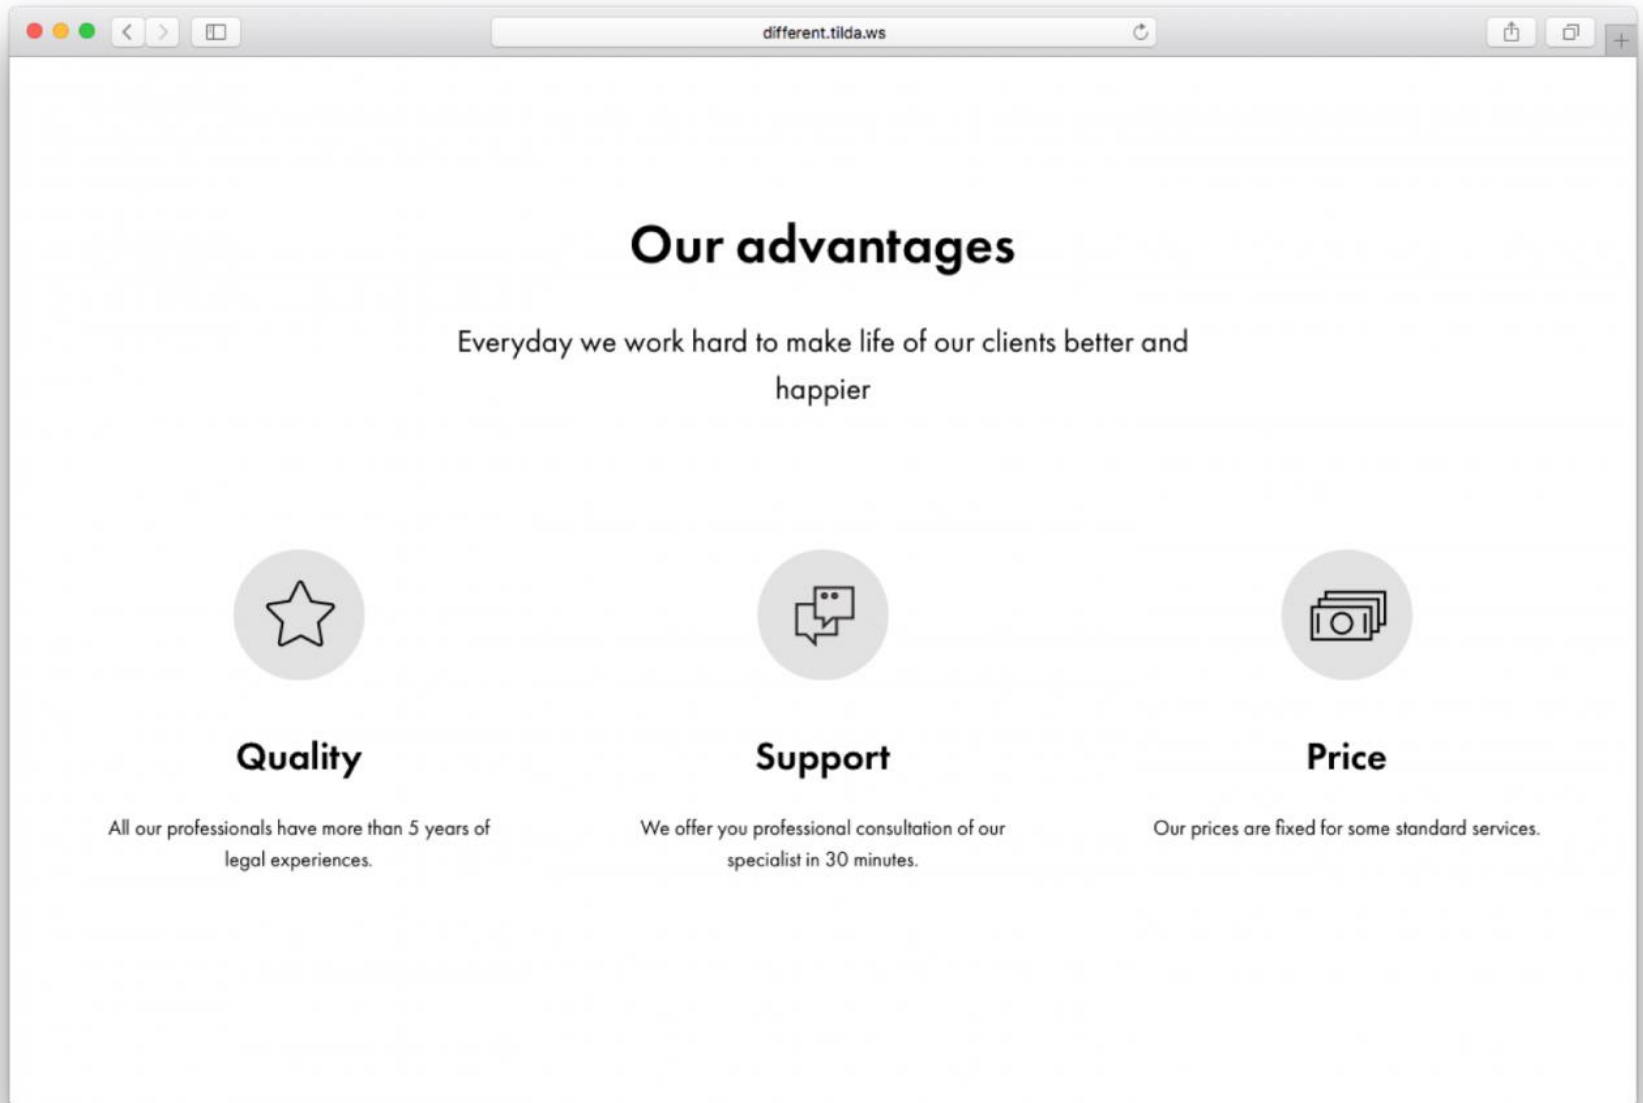 different.tilda.ws
Our advantages
Everyday we work hard to make life of our clients better and
happier
Quality
All our professionals have more than 5 years of
legal experiences.
Support
We offer you professional consultation of our
specialist in 30 minutes.
Price
Our prices are fixed for some standard services.